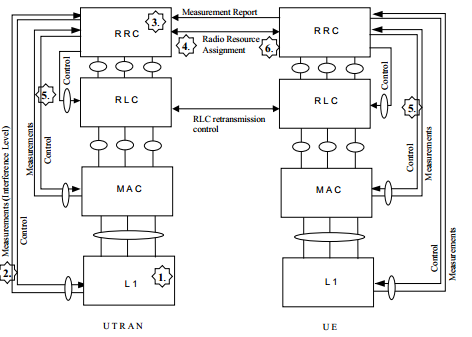 RRC
3.
Measurement Report
4.
Radio Resource
Assignment
6.
RRC
Control
Control
5.
RLC
RLC retransmission
control
RLC
5.
Measurements (Interference Level)
Control
Measurements
Control
MAC
MAC
Control
Measurements
2.
L1
1.
L1
Control
Measurements
UTRAN
UE